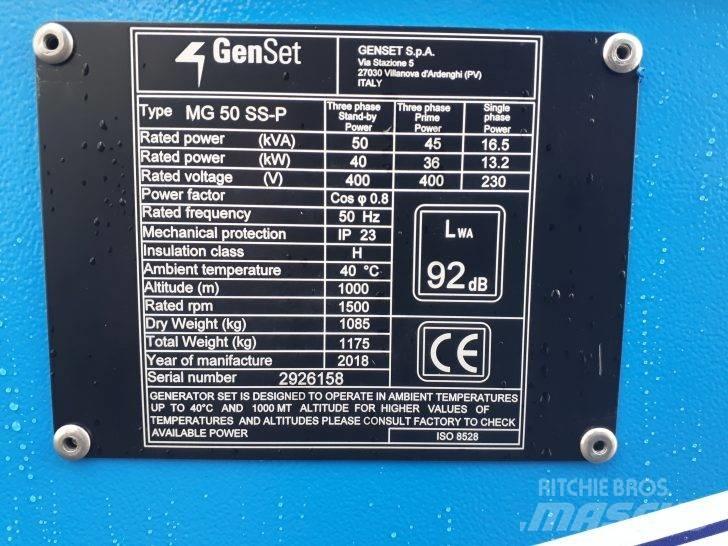 GenSet
GENSET S.p.A.
Via Stazione 5
27030 Villanova d'Ardenghi (PV)
ITALY
Type MG 50 SS-P
Three phase Stand-by Power
Three phase Prime Power
Single phase Power
Rated power (kVA) 50 45 16.5
Rated power (kW) 40 36 13.2
Rated voltage (V) 400 400 230
Power factor Cos φ 0.8
Rated frequency 50 Hz
Mechanical protection IP 23
Insulation class H
Ambient temperature 40 °C
Altitude (m) 1000
Rated rpm 1500
Dry Weight (kg) 1085
Total Weight (kg) 1175
Year of manifacture 2018
Serial number 2926158
LWA
92 dB
CE
GENERATOR SET IS DESIGNED TO OPERATE IN AMBIENT TEMPERATURES
UP TO 40°C AND 1000 MT ALTITUDE FOR HIGHER VALUES OF
TEMPERATURES AND ALTITUDES PLEASE CONSULT FACTORY TO CHECK
AVAILABLE POWER
ISO 8528
RITCHIE BROS.